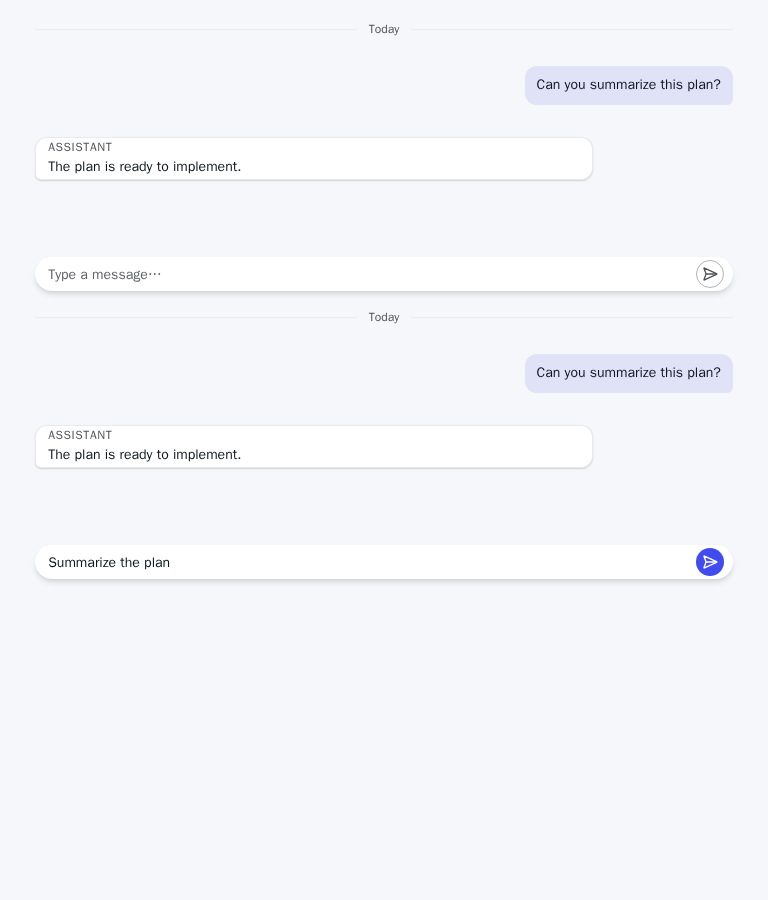 Today
Can you summarize this plan?
ASSISTANT
The plan is ready to implement.
Type a message…
Today
Can you summarize this plan?
ASSISTANT
The plan is ready to implement.
Summarize the plan